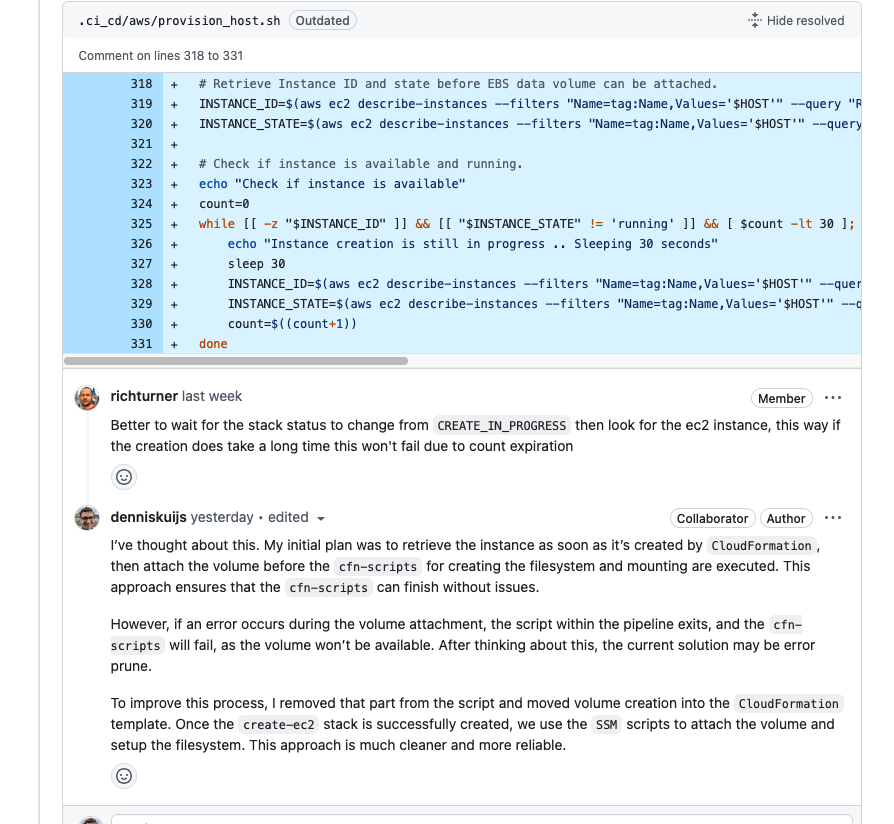 .ci_cd/aws/provision_host.sh Outdated Hide resolved
Comment on lines 318 to 331
318 + # Retrieve Instance ID and state before EBS data volume can be attached.
319 + INSTANCE_ID=$(aws ec2 describe-instances --filters "Name=tag:Name,Values='$HOST'" --query "R
320 + INSTANCE_STATE=$(aws ec2 describe-instances --filters "Name=tag:Name,Values='$HOST'" --query
321 +
322 + # Check if instance is available and running.
323 + echo "Check if instance is available"
324 + count=0
325 + while [[ -z "$INSTANCE_ID" ]] && [[ "$INSTANCE_STATE" != 'running' ]] && [ $count -lt 30 ];
326 + echo "Instance creation is still in progress .. Sleeping 30 seconds"
327 + sleep 30
328 + INSTANCE_ID=$(aws ec2 describe-instances --filters "Name=tag:Name,Values='$HOST'" --quer
329 + INSTANCE_STATE=$(aws ec2 describe-instances --filters "Name=tag:Name,Values='$HOST'" --q
330 + count=$((count+1))
331 + done
richturner last week Member
Better to wait for the stack status to change from CREATE_IN_PROGRESS then look for the ec2 instance, this way if
the creation does take a long time this won't fail due to count expiration
denniskuijs yesterday • edited Collaborator Author
I've thought about this. My initial plan was to retrieve the instance as soon as it's created by CloudFormation,
then attach the volume before the cfn-scripts for creating the filesystem and mounting are executed. This
approach ensures that the cfn-scripts can finish without issues.
However, if an error occurs during the volume attachment, the script within the pipeline exits, and the cfn-
scripts will fail, as the volume won't be available. After thinking about this, the current solution may be error
prune.
To improve this process, I removed that part from the script and moved volume creation into the CloudFormation
template. Once the create-ec2 stack is successfully created, we use the SSM scripts to attach the volume and
setup the filesystem. This approach is much cleaner and more reliable.